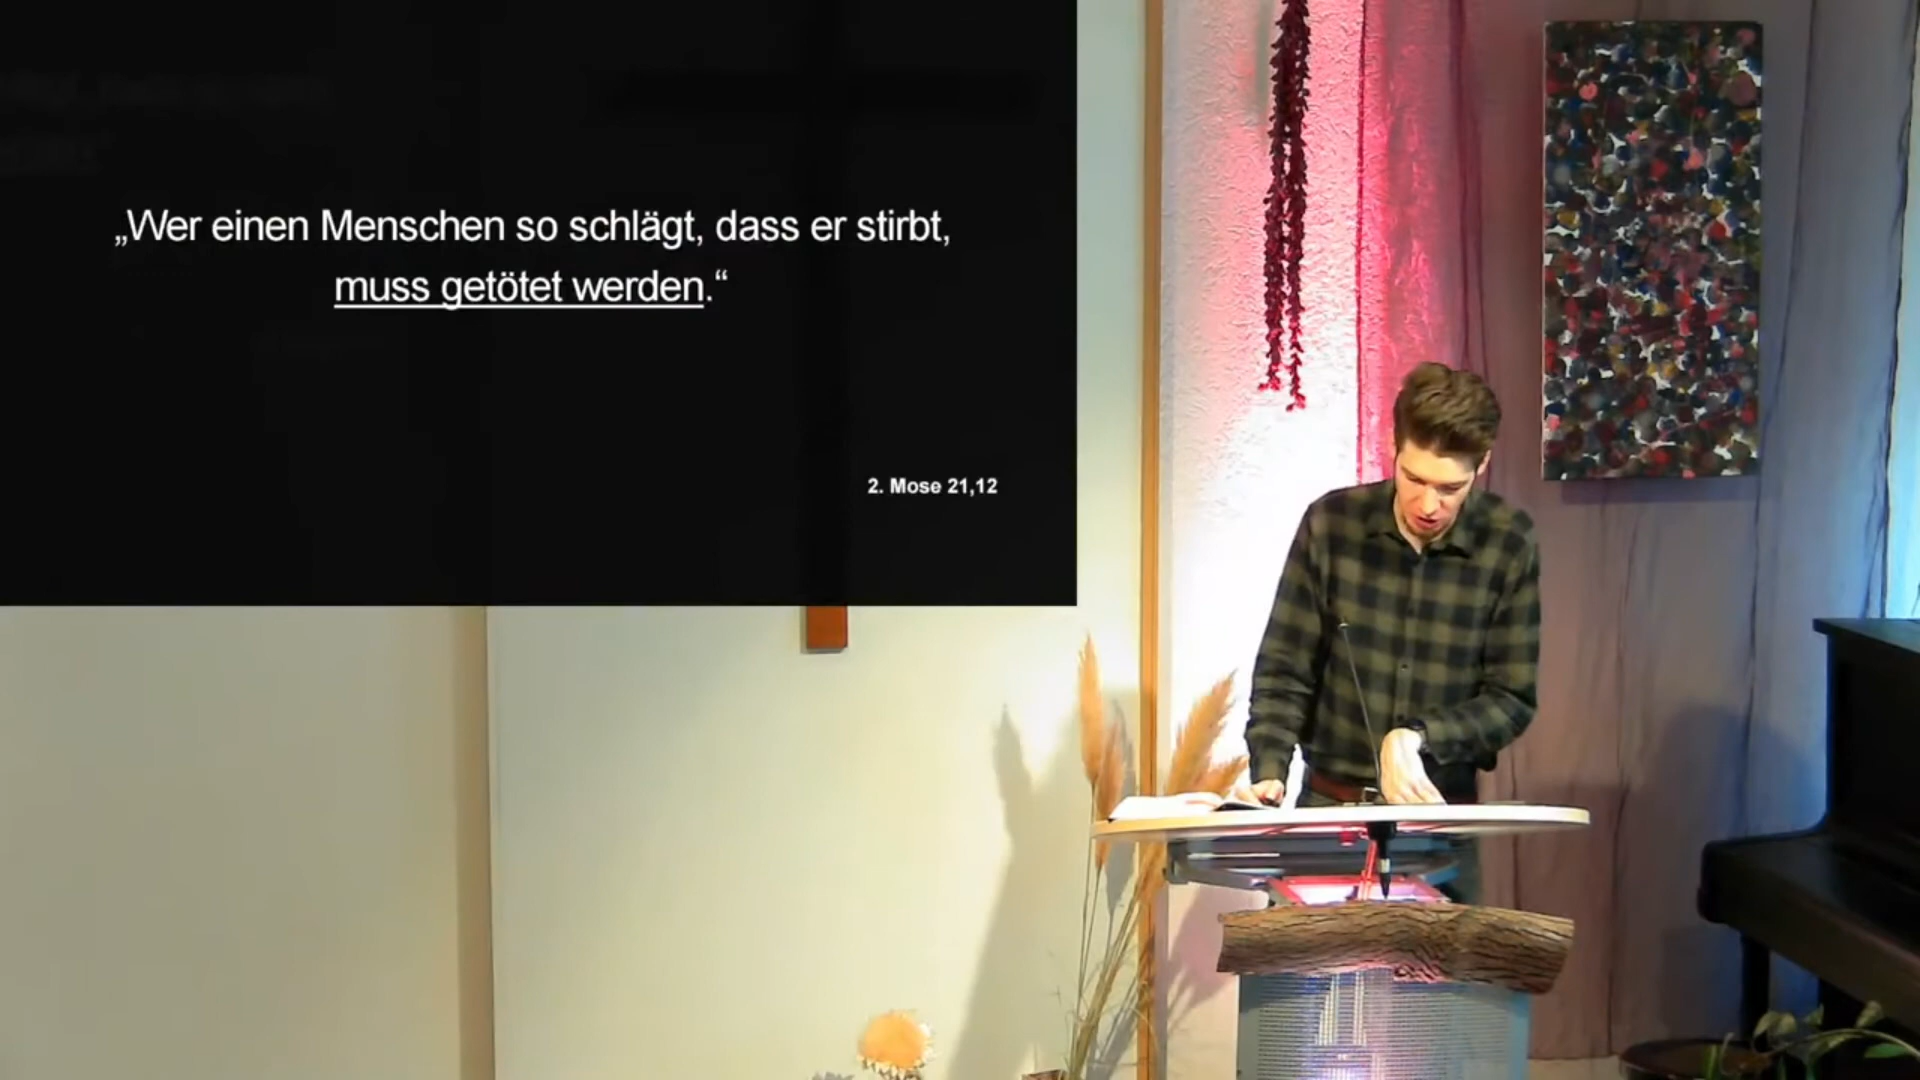 „Wer einen Menschen so schlägt, dass er stirbt,
muss getötet werden.“
2. Mose 21,12